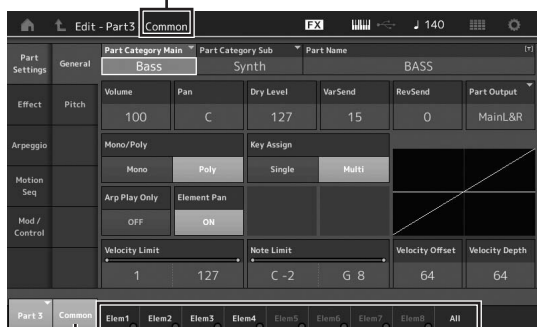 Edit - Part3 Common FX 140
Part Settings General Part Category Main Part Category Sub Part Name
Bass Synth BASS
Effect Pitch Volume Pan Dry Level VarSend RevSend Part Output
100 C 127 15 0 MainL&R
Arpeggio Mono/Poly Key Assign
Mono Poly Single Multi
Motion Seq Arp Play Only Element Pan
OFF ON
Mod / Control
Velocity Limit Note Limit Velocity Offset Velocity Depth
1 127 C -2 G 8 64 64
Part 3 Common Elem1 Elem2 Elem3 Elem4 Elem5 Elem6 Elem7 Elem8 All